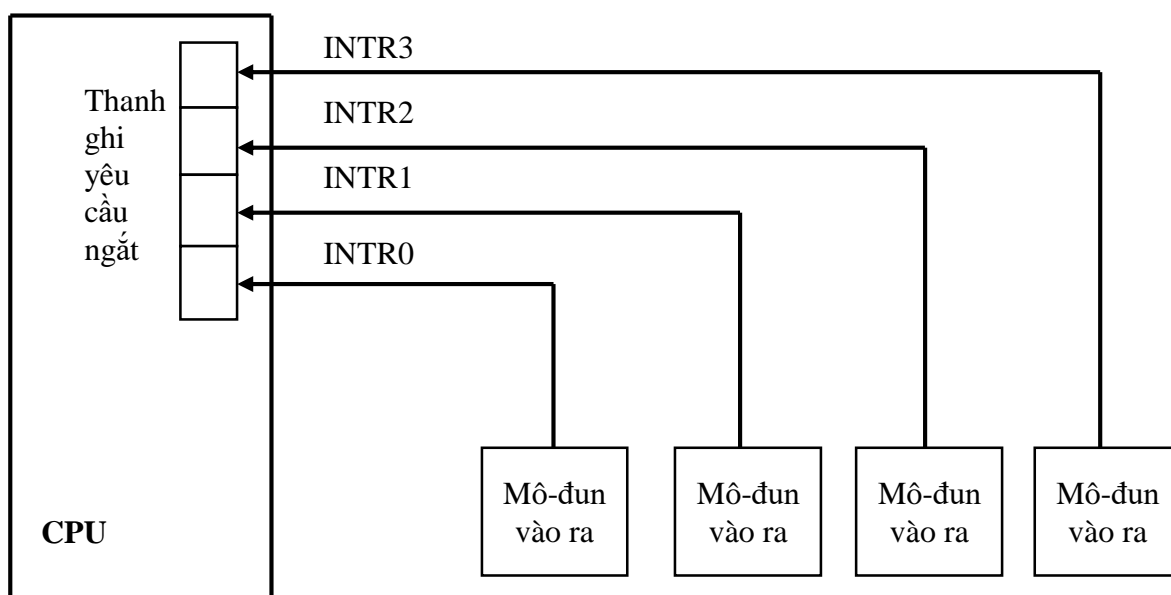 INTR3
Thanh
ghi
yêu
cầu
ngắt
INTR2
INTR1
INTR0
CPU
Mô-đun
vào ra
Mô-đun
vào ra
Mô-đun
vào ra
Mô-đun
vào ra